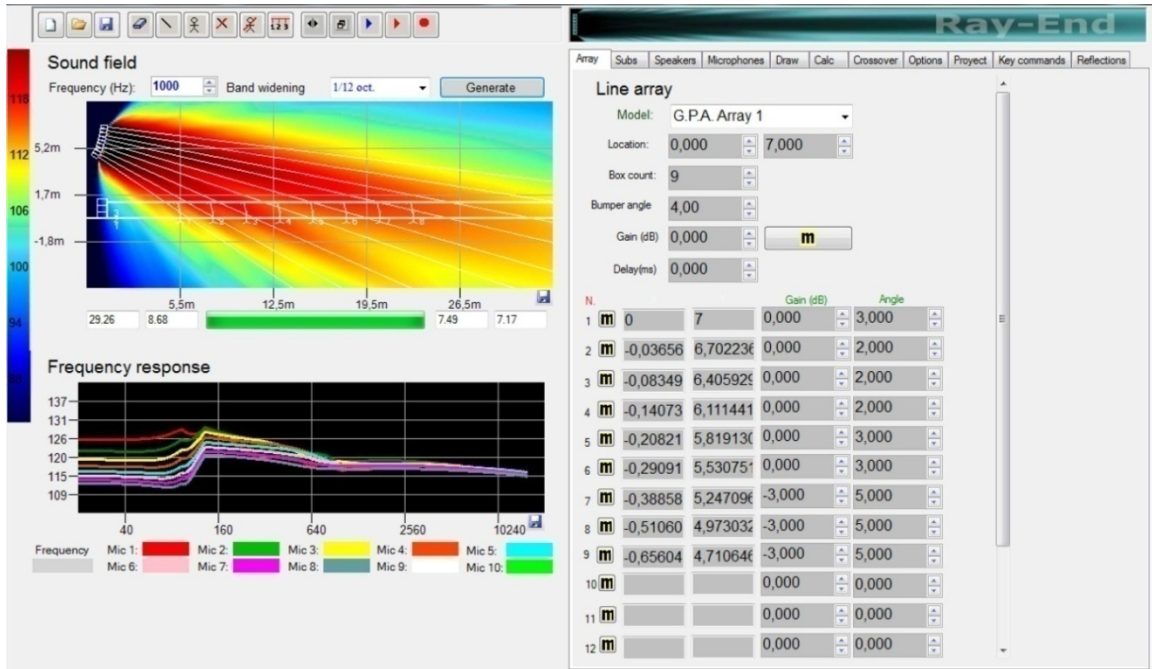 Ray-End
Sound field
Frequency (Hz): 1000 Band widening 1/12 oct. Generate
118
112
106
100
94
5,2m
1,7m
-1,8m
5,5m 12,5m 19,5m 26,5m
29.26 8.68 7.49 7.17
Frequency response
137
131
126
120
115
109
40 160 640 2560 10240
Frequency Mic 1: Mic 2: Mic 3: Mic 4: Mic 5:
Mic 6: Mic 7: Mic 8: Mic 9: Mic 10:
Array Subs Speakers Microphones Draw Calc Crossover Options Proyect Key commands Reflections
Line array
Model: G.P.A. Array 1
Location: 0,000 7,000
Box count: 9
Bumper angle 4,00
Gain (dB) 0,000 m
Delay(ms) 0,000
N. Gain (dB) Angle
1 m 0 7 0,000 3,000
2 m -0,03656 6,702236 0,000 2,000
3 m -0,08349 6,405929 0,000 2,000
4 m -0,14073 6,111441 0,000 2,000
5 m -0,20821 5,819130 0,000 3,000
6 m -0,29091 5,530751 0,000 3,000
7 m -0,38858 5,247096 -3,000 5,000
8 m -0,51060 4,973032 -3,000 5,000
9 m -0,65604 4,710646 -3,000 5,000
10 m 0,000 0,000
11 m 0,000 0,000
12 m 0,000 0,000